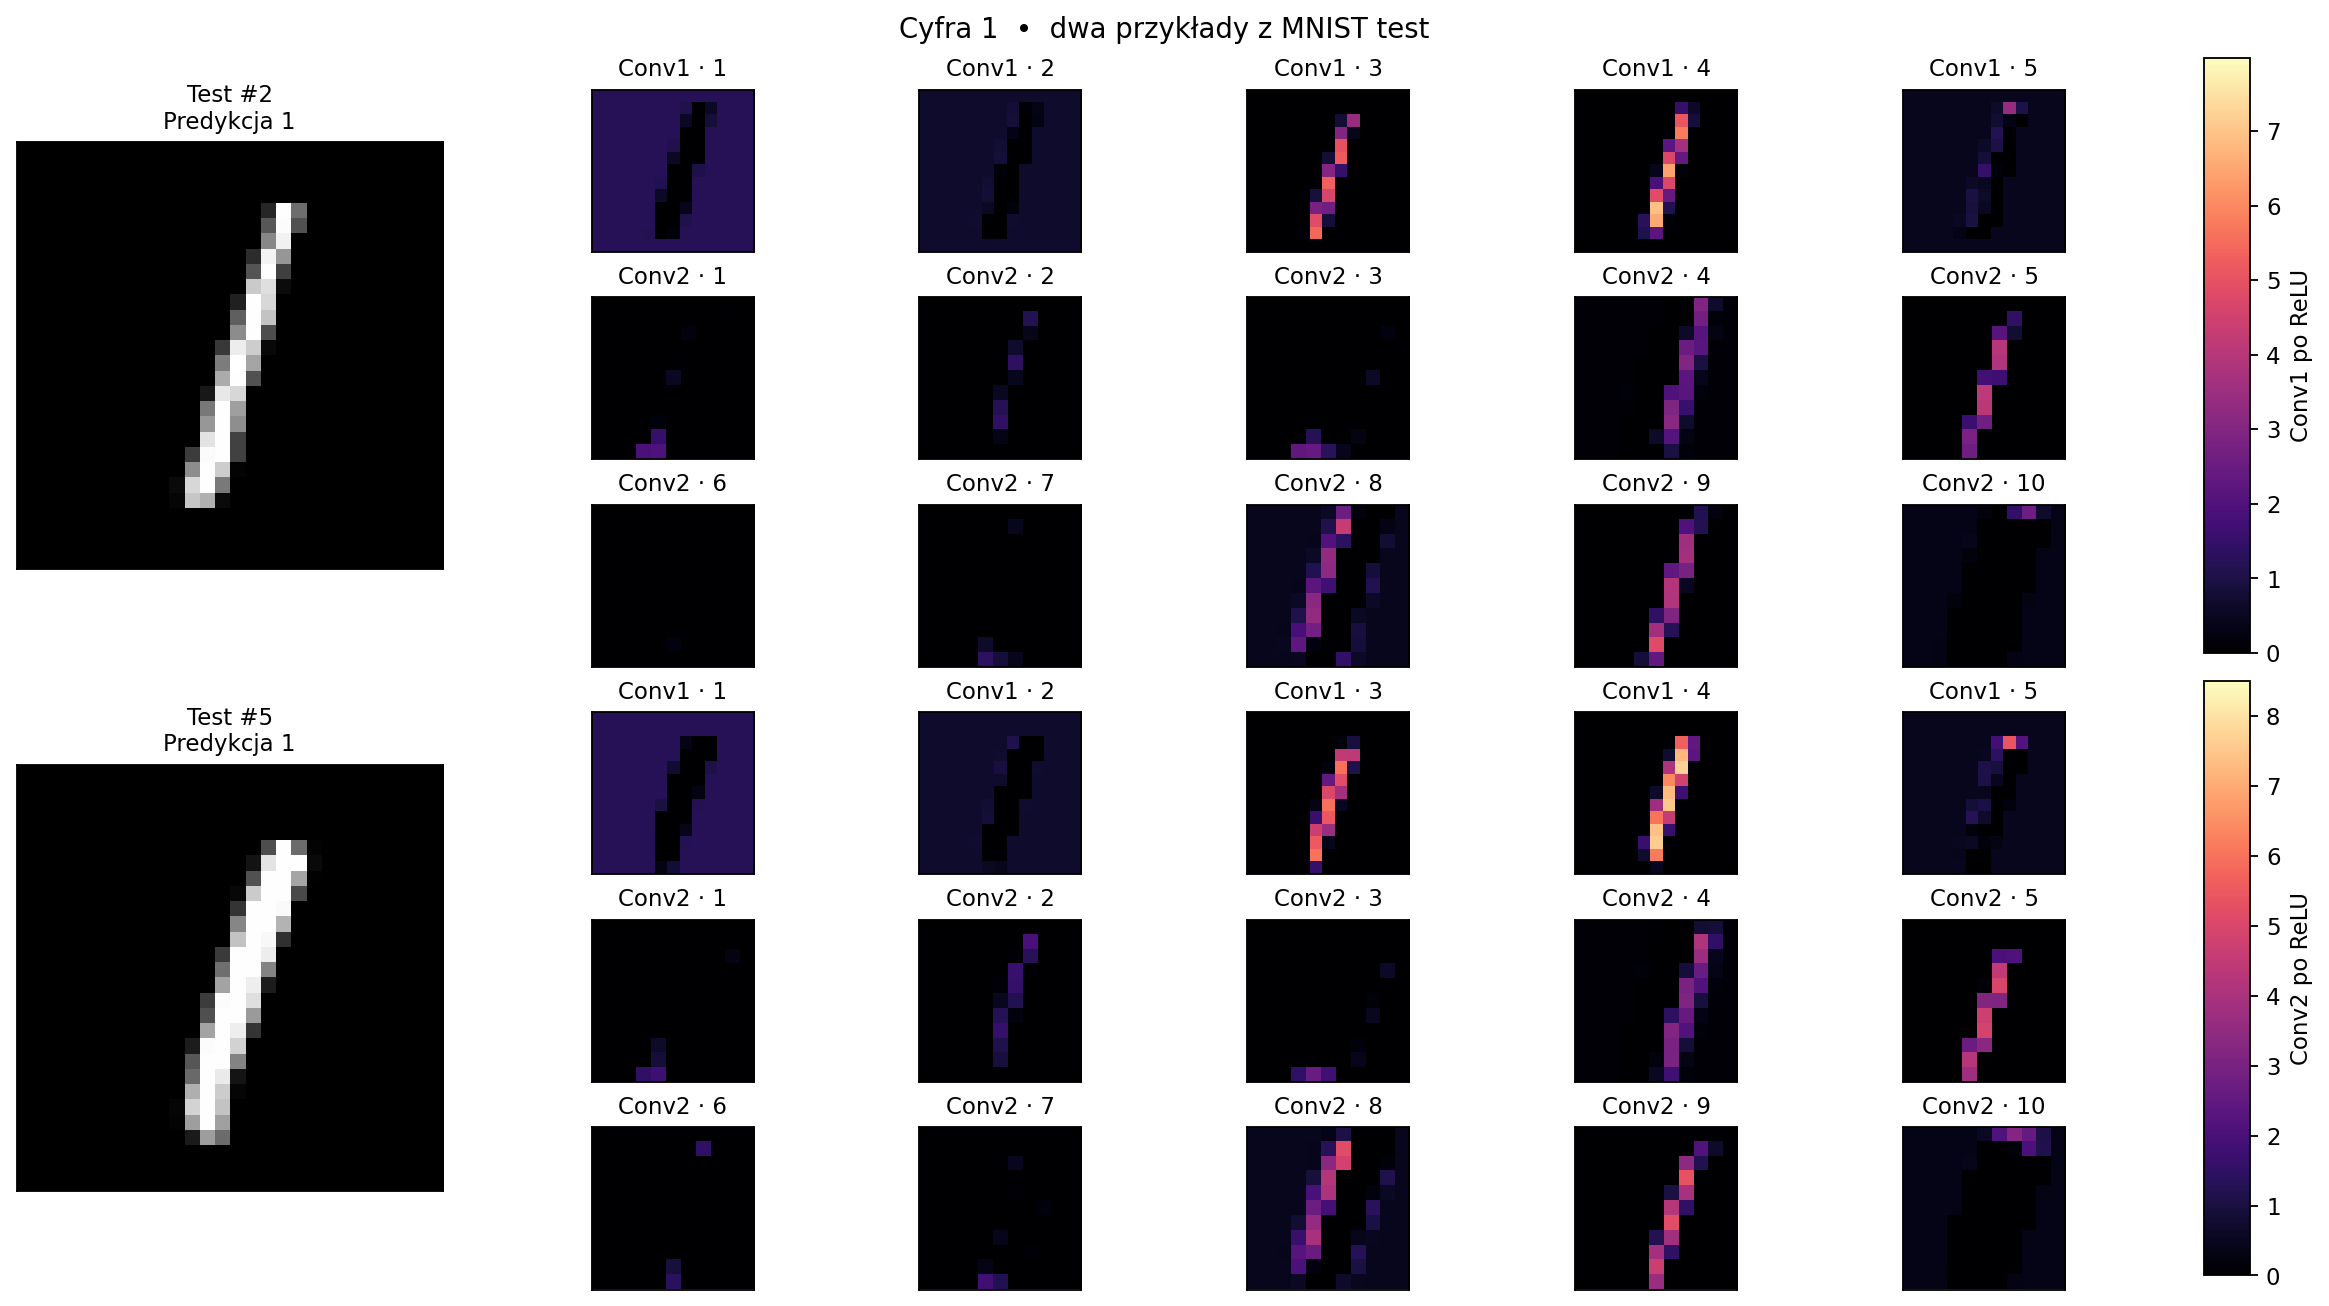 Cyfra 1 • dwa przykłady z MNIST test
Test #2
Predykcja 1
Conv1 · 1
Conv1 · 2
Conv1 · 3
Conv1 · 4
Conv1 · 5
Conv2 · 1
Conv2 · 2
Conv2 · 3
Conv2 · 4
Conv2 · 5
Conv2 · 6
Conv2 · 7
Conv2 · 8
Conv2 · 9
Conv2 · 10
7
6
5
4
3
2
1
0
Conv1 po ReLU
Test #5
Predykcja 1
Conv1 · 1
Conv1 · 2
Conv1 · 3
Conv1 · 4
Conv1 · 5
Conv2 · 1
Conv2 · 2
Conv2 · 3
Conv2 · 4
Conv2 · 5
Conv2 · 6
Conv2 · 7
Conv2 · 8
Conv2 · 9
Conv2 · 10
8
7
6
5
4
3
2
1
0
Conv2 po ReLU